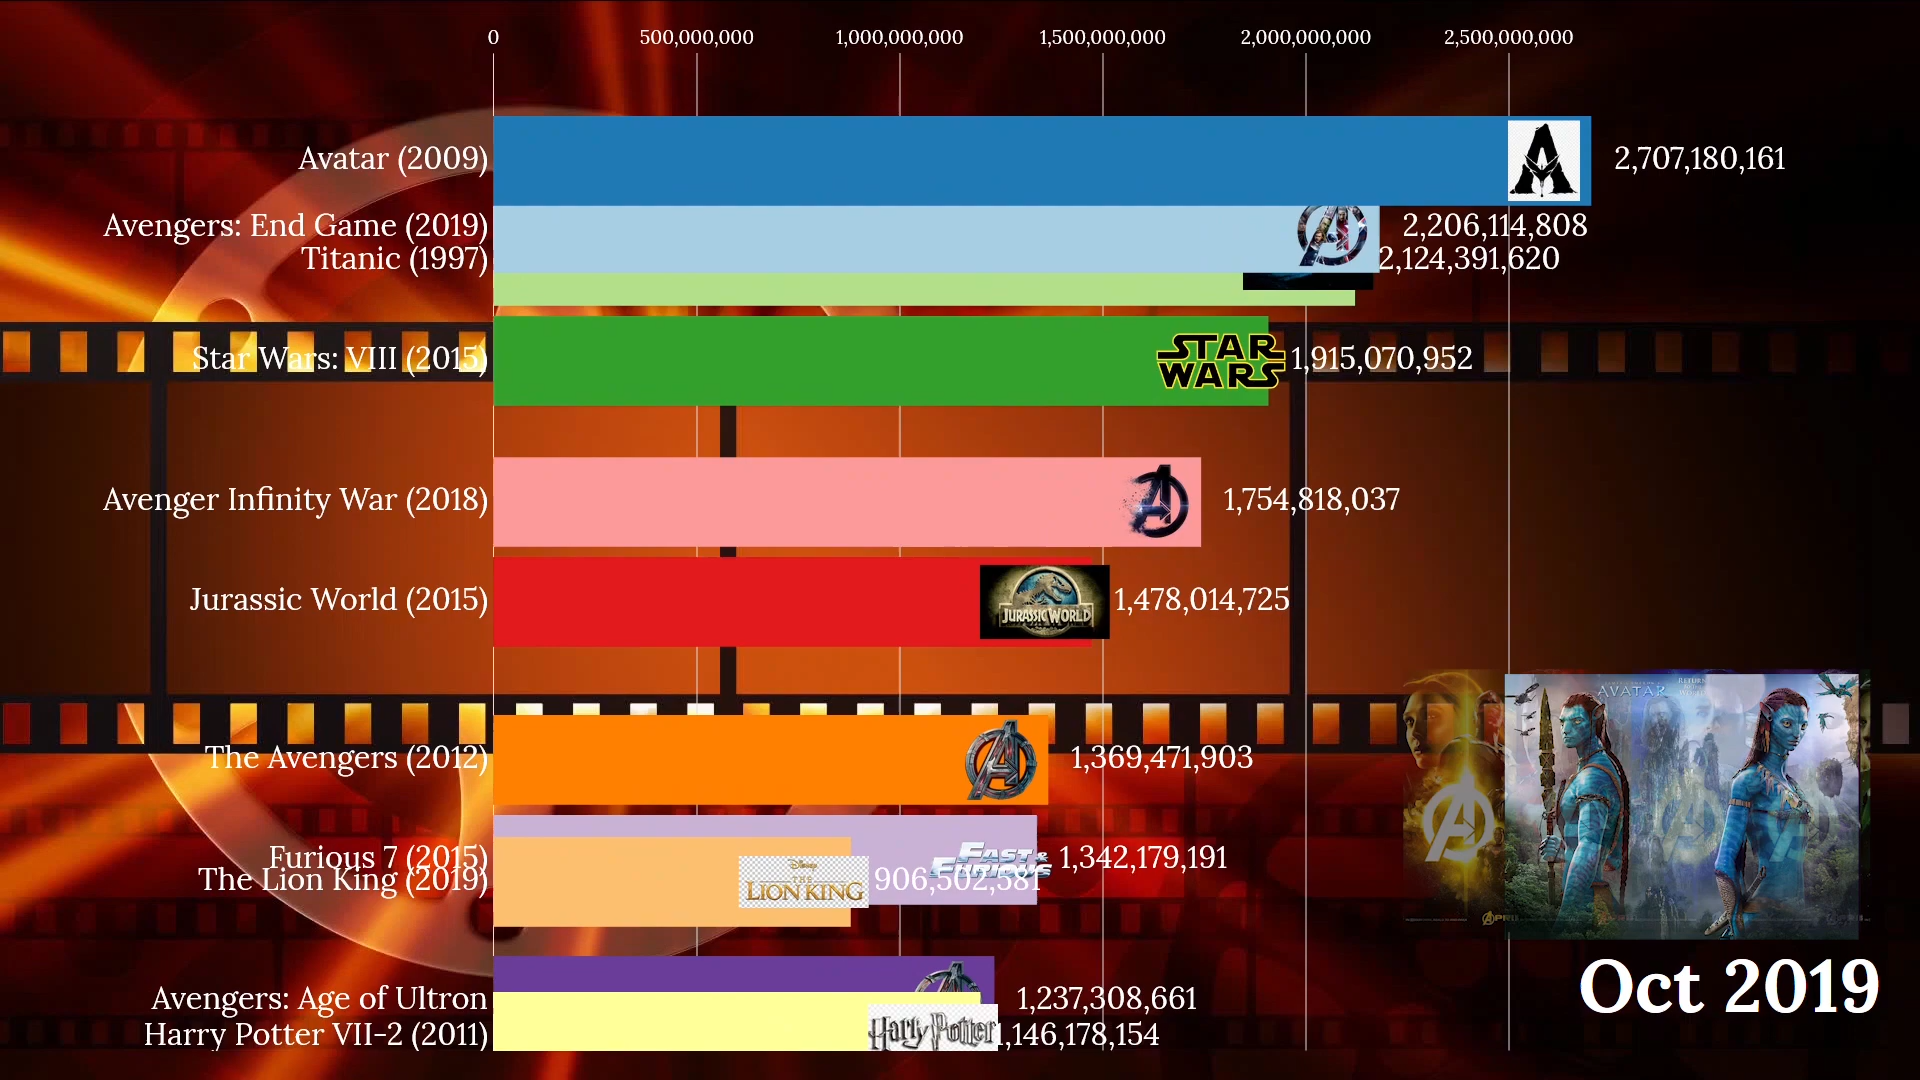 0 500,000,000 1,000,000,000 1,500,000,000 2,000,000,000 2,500,000,000
Avatar (2009) 2,707,180,161
Avengers: End Game (2019) 2,206,114,808
Titanic (1997) 2,124,391,620
Star Wars: VIII (2015) STAR WARS 1,915,070,952
Avenger Infinity War (2018) 1,754,818,037
Jurassic World (2015) JURASSIC WORLD 1,478,014,725
AVATAR
The Avengers (2012) 1,369,471,903
Furious 7 (2015) FAST & FURIOUS 1,342,179,191
The Lion King (2019) Disney THE LION KING 906,502,581
Avengers: Age of Ultron 1,237,308,661
Harry Potter VII-2 (2011) Harry Potter 1,146,178,154
Oct 2019